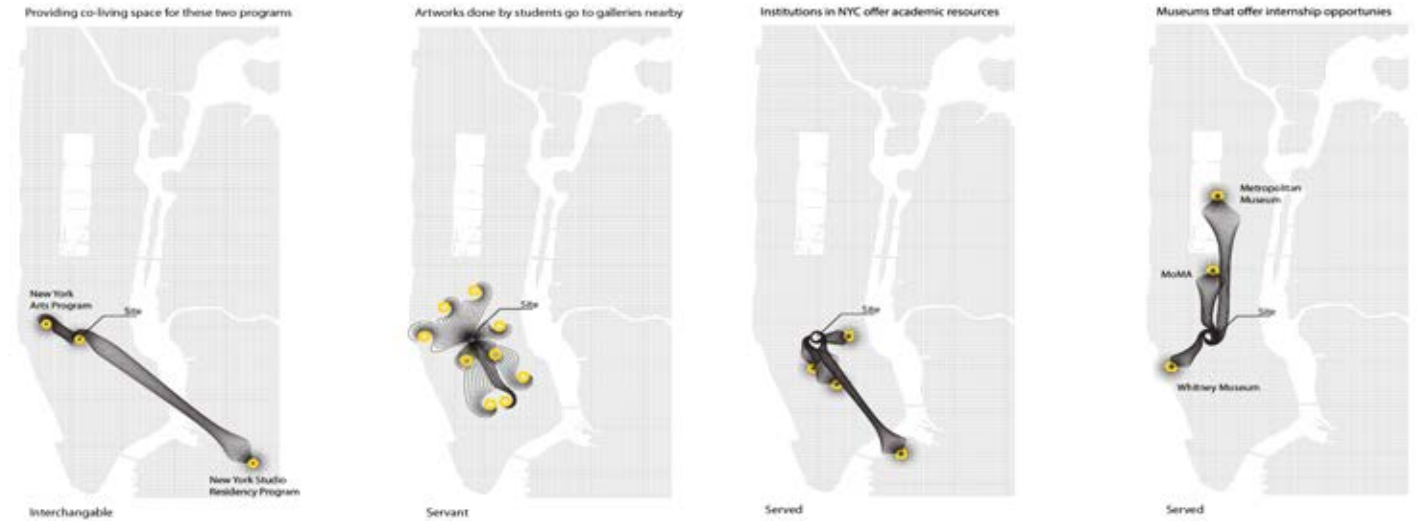 Providing co-living space for these two programs
Artworks done by students go to galleries nearby
Institutions in NYC offer academic resources
Museums that offer internship opportunies
New York
Arts Program
Site
New York Studio
Residency Program
Site
Site
Metropolitan
Museum
MoMA
Site
Whitney Museum
Interchangable
Servant
Served
Served